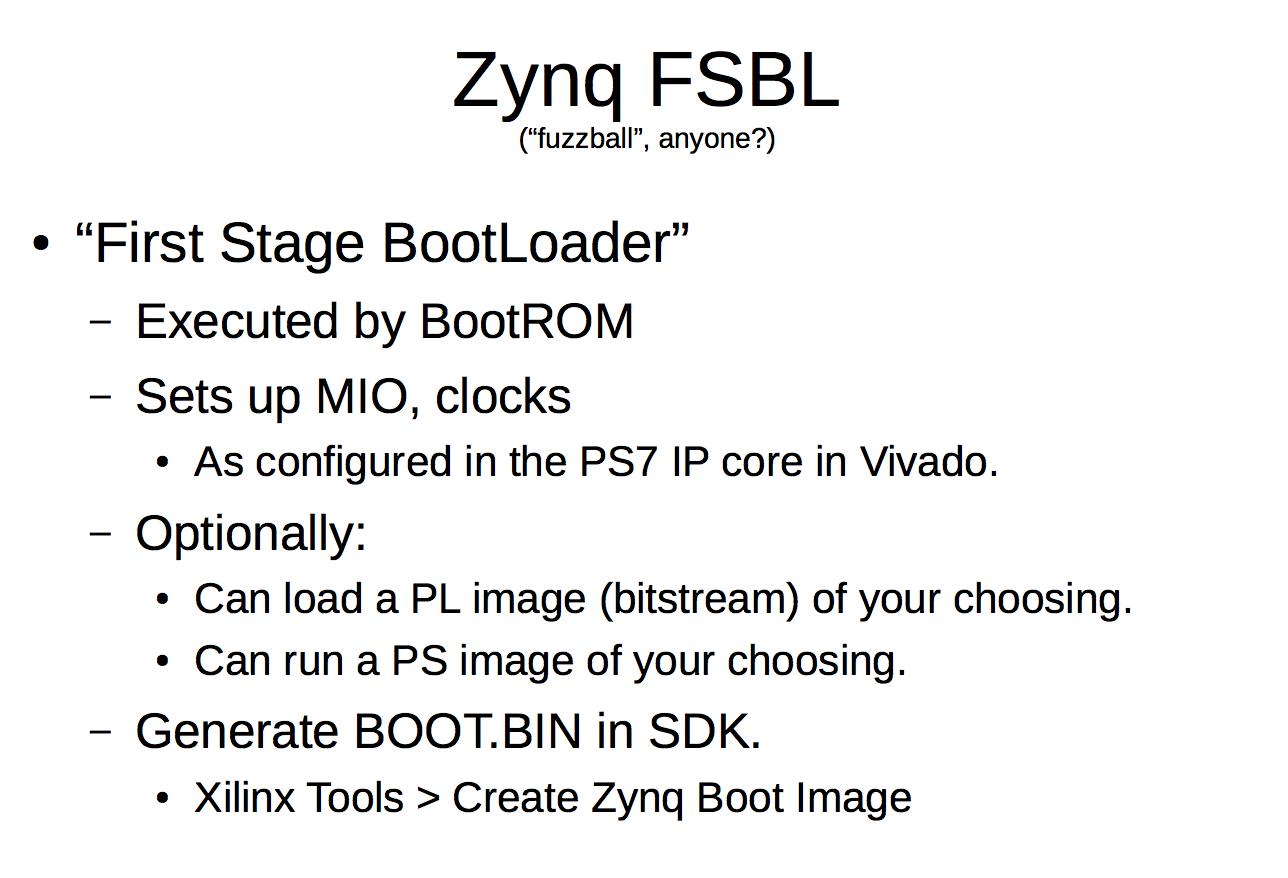 Zynq FSBL
(“fuzzball”, anyone?)
• “First Stage BootLoader”
– Executed by BootROM
– Sets up MIO, clocks
• As configured in the PS7 IP core in Vivado.
– Optionally:
• Can load a PL image (bitstream) of your choosing.
• Can run a PS image of your choosing.
– Generate BOOT.BIN in SDK.
• Xilinx Tools > Create Zynq Boot Image